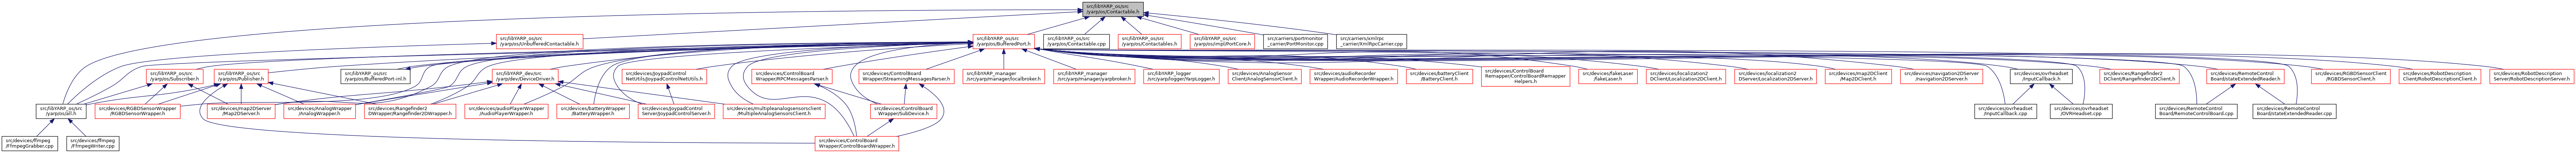 src/libYARP_os/src
/yarp/os/Contactable.h
src/libYARP_os/src
/yarp/os/UnbufferedContactable.h
src/libYARP_os/src
/yarp/os/BufferedPort.h
src/libYARP_os/src
/yarp/os/Contactable.cpp
src/libYARP_os/src
/yarp/os/Contactables.h
src/libYARP_os/src
/yarp/os/impl/PortCore.h
src/carriers/portmonitor
_carrier/PortMonitor.cpp
src/carriers/xmlrpc
_carrier/XmlRpcCarrier.cpp
src/libYARP_os/src
/yarp/os/Subscriber.h
src/libYARP_os/src
/yarp/os/Publisher.h
src/libYARP_os/src
/yarp/os/BufferedPort-inl.h
src/libYARP_dev/src
/yarp/dev/DeviceDriver.h
src/devices/JoypadControl
NetUtils/JoypadControlNetUtils.h
src/devices/ControlBoard
Wrapper/RPCMessagesParser.h
src/devices/ControlBoard
Wrapper/StreamingMessagesParser.h
src/libYARP_manager
/src/yarp/manager/localbroker.h
src/libYARP_manager
/src/yarp/manager/yarpbroker.h
src/libYARP_logger
/src/yarp/logger/YarpLogger.h
src/devices/AnalogSensor
Client/AnalogSensorClient.h
src/devices/audioRecorder
Wrapper/AudioRecorderWrapper.h
src/devices/batteryClient
/BatteryClient.h
src/devices/ControlBoard
Remapper/ControlBoardRemapper
Helpers.h
src/devices/fakeLaser
/fakeLaser.h
src/devices/localization2
DClient/Localization2DClient.h
src/devices/localization2
DServer/Localization2DServer.h
src/devices/map2DClient
/Map2DClient.h
src/devices/navigation2DServer
/navigation2DServer.h
src/devices/ovrheadset
/InputCallback.h
src/devices/Rangefinder2
DClient/Rangefinder2DClient.h
src/devices/RemoteControl
Board/stateExtendedReader.h
src/devices/RGBDSensorClient
/RGBDSensorClient.h
src/devices/RobotDescription
Client/RobotDescriptionClient.h
src/devices/RobotDescription
Server/RobotDescriptionServer.h
src/libYARP_os/src
/yarp/os/all.h
src/devices/RGBDSensorWrapper
/RGBDSensorWrapper.h
src/devices/map2DServer
/Map2DServer.h
src/devices/AnalogWrapper
/AnalogWrapper.h
src/devices/Rangefinder2
DWrapper/Rangefinder2DWrapper.h
src/devices/audioPlayerWrapper
/AudioPlayerWrapper.h
src/devices/batteryWrapper
/BatteryWrapper.h
src/devices/JoypadControl
Server/JoypadControlServer.h
src/devices/multipleanalogsensorsclient
/MultipleAnalogSensorsClient.h
src/devices/ControlBoard
Wrapper/SubDevice.h
src/devices/ovrheadset
/InputCallback.cpp
src/devices/ovrheadset
/OVRHeadset.cpp
src/devices/RemoteControl
Board/RemoteControlBoard.cpp
src/devices/RemoteControl
Board/stateExtendedReader.cpp
src/devices/ffmpeg
/FfmpegGrabber.cpp
src/devices/ffmpeg
/FfmpegWriter.cpp
src/devices/ControlBoard
Wrapper/ControlBoardWrapper.h